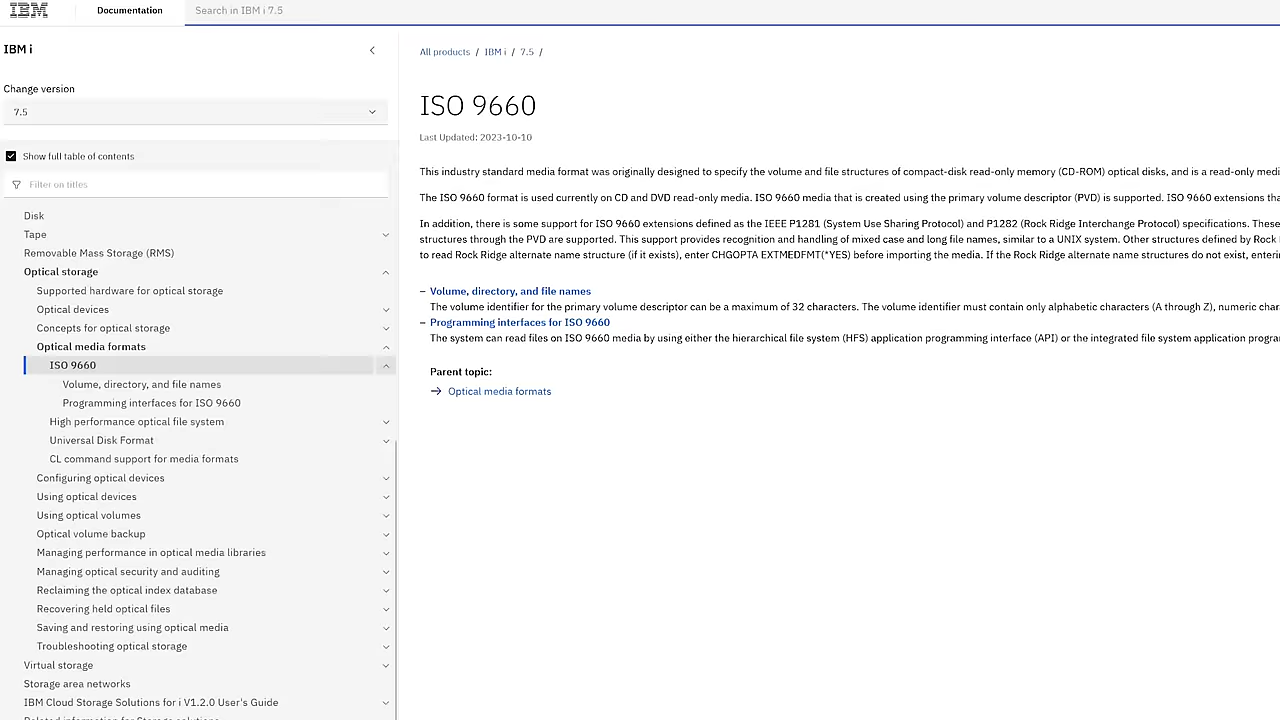 IBM
Documentation
Search in IBM i 7.5
IBM i
Change version
7.5
Show full table of contents
Filter on titles
Disk
Tape
Removable Mass Storage (RMS)
Optical storage
Supported hardware for optical storage
Optical devices
Concepts for optical storage
Optical media formats
ISO 9660
Volume, directory, and file names
Programming interfaces for ISO 9660
High performance optical file system
Universal Disk Format
CL command support for media formats
Configuring optical devices
Using optical devices
Using optical volumes
Optical volume backup
Managing performance in optical media libraries
Managing optical security and auditing
Reclaiming the optical index database
Recovering held optical files
Saving and restoring using optical media
Troubleshooting optical storage
Virtual storage
Storage area networks
IBM Cloud Storage Solutions for i V1.2.0 User's Guide
Related information for Storage solutions
All products / IBM i / 7.5 /
ISO 9660
Last Updated: 2023-10-10
This industry standard media format was originally designed to specify the volume and file structures of compact-disk read-only memory (CD-ROM) optical disks, and is a read-only medi
The ISO 9660 format is used currently on CD and DVD read-only media. ISO 9660 media that is created using the primary volume descriptor (PVD) is supported. ISO 9660 extensions tha
In addition, there is some support for ISO 9660 extensions defined as the IEEE P1281 (System Use Sharing Protocol) and P1282 (Rock Ridge Interchange Protocol) specifications. These
structures through the PVD are supported. This support provides recognition and handling of mixed case and long file names, similar to a UNIX system. Other structures defined by Rock
to read Rock Ridge alternate name structure (if it exists), enter CHGOPTA EXTMEDFMT(*YES) before importing the media. If the Rock Ridge alternate name structures do not exist, enterin
– Volume, directory, and file names
The volume identifier for the primary volume descriptor can be a maximum of 32 characters. The volume identifier must contain only alphabetic characters (A through Z), numeric char
– Programming interfaces for ISO 9660
The system can read files on ISO 9660 media by using either the hierarchical file system (HFS) application programming interface (API) or the integrated file system application progra
Parent topic:
→ Optical media formats